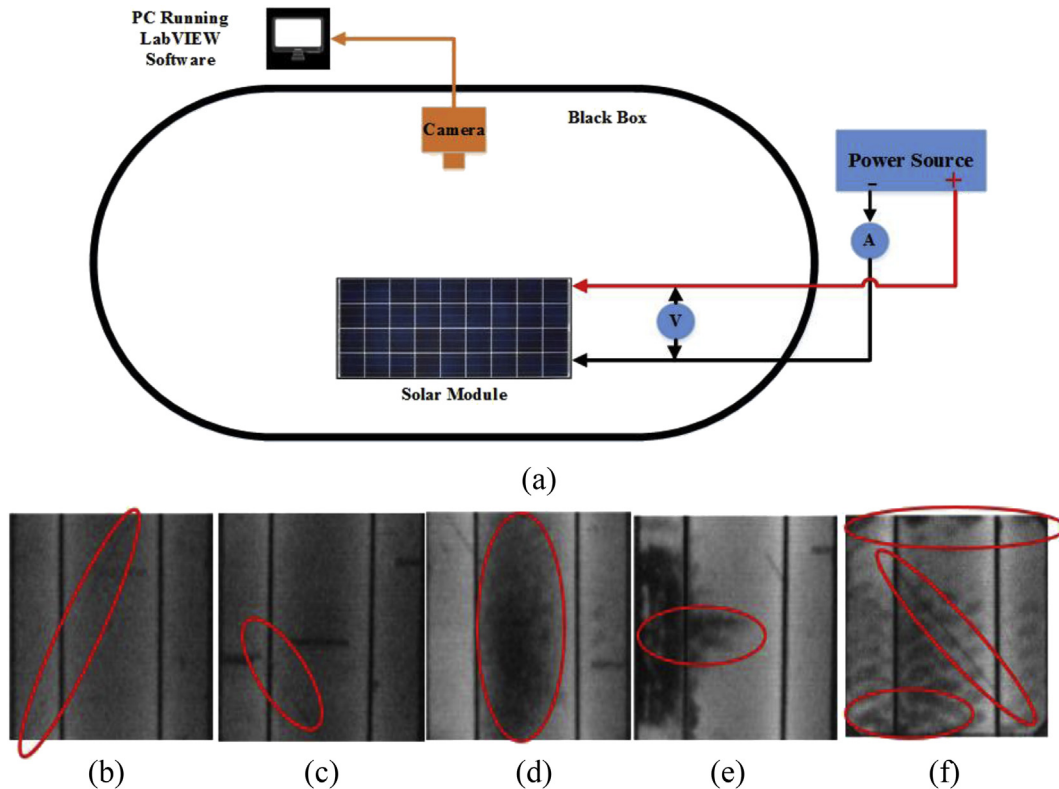 PC Running
LabVIEW
Software
Camera
Black Box
Power Source
- +
A
V
Solar Module
(a)
(b) (c) (d) (e) (f)